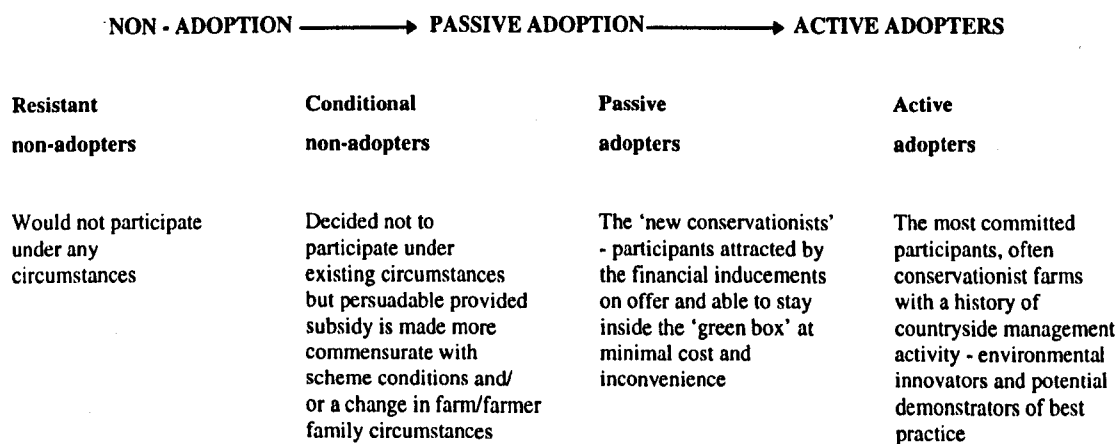 NON - ADOPTION PASSIVE ADOPTION ACTIVE ADOPTERS
Resistant
non-adopters
Would not participate
under any
circumstances
Conditional
non-adopters
Decided not to
participate under
existing circumstances
but persuadable provided
subsidy is made more
commensurate with
scheme conditions and/
or a change in farm/farmer
family circumstances
Passive
adopters
The ‘new conservationists’
- participants attracted by
the financial inducements
on offer and able to stay
inside the ‘green box’ at
minimal cost and
inconvenience
Active
adopters
The most committed
participants, often
conservationist farms
with a history of
countryside management
activity - environmental
innovators and potential
demonstrators of best
practice